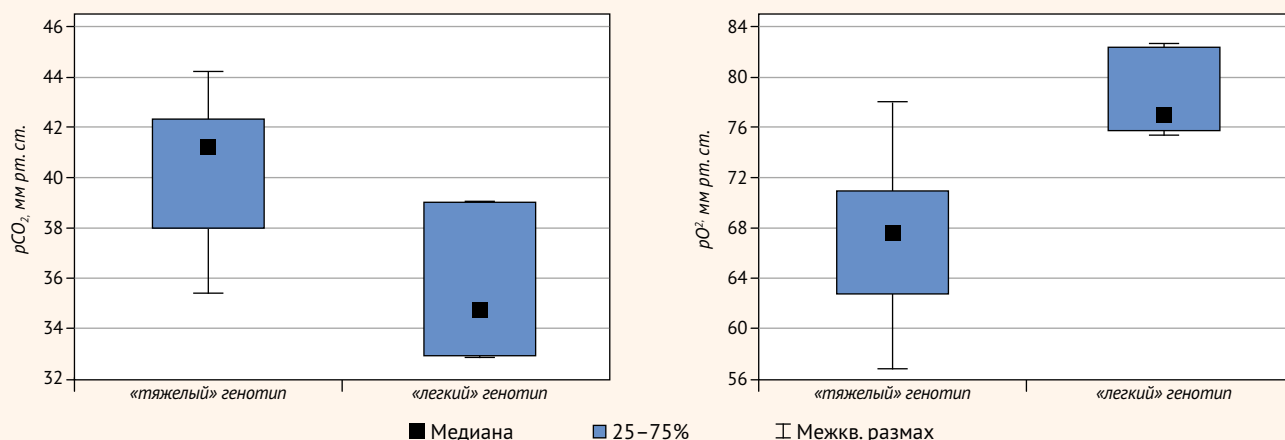 46
44
42
40
38
36
34
32
pCO2, мм рт. ст.
«тяжелый» генотип
«легкий» генотип
84
80
76
72
68
64
60
56
pO2, мм рт. ст.
«тяжелый» генотип
«легкий» генотип
Медиана 25–75% Межкв. размах